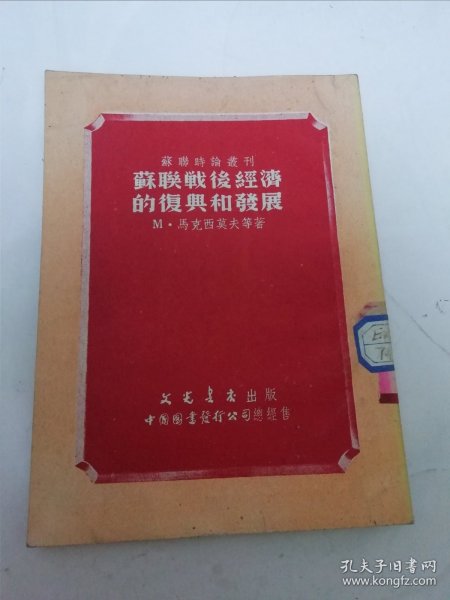 蘇聯時論叢刊
蘇聯戰後經濟
的復興和發展
M·馬克西莫夫等著
文光書店出版
中國圖書發行公司總經售
孔夫子旧书网
www.kongfz.com